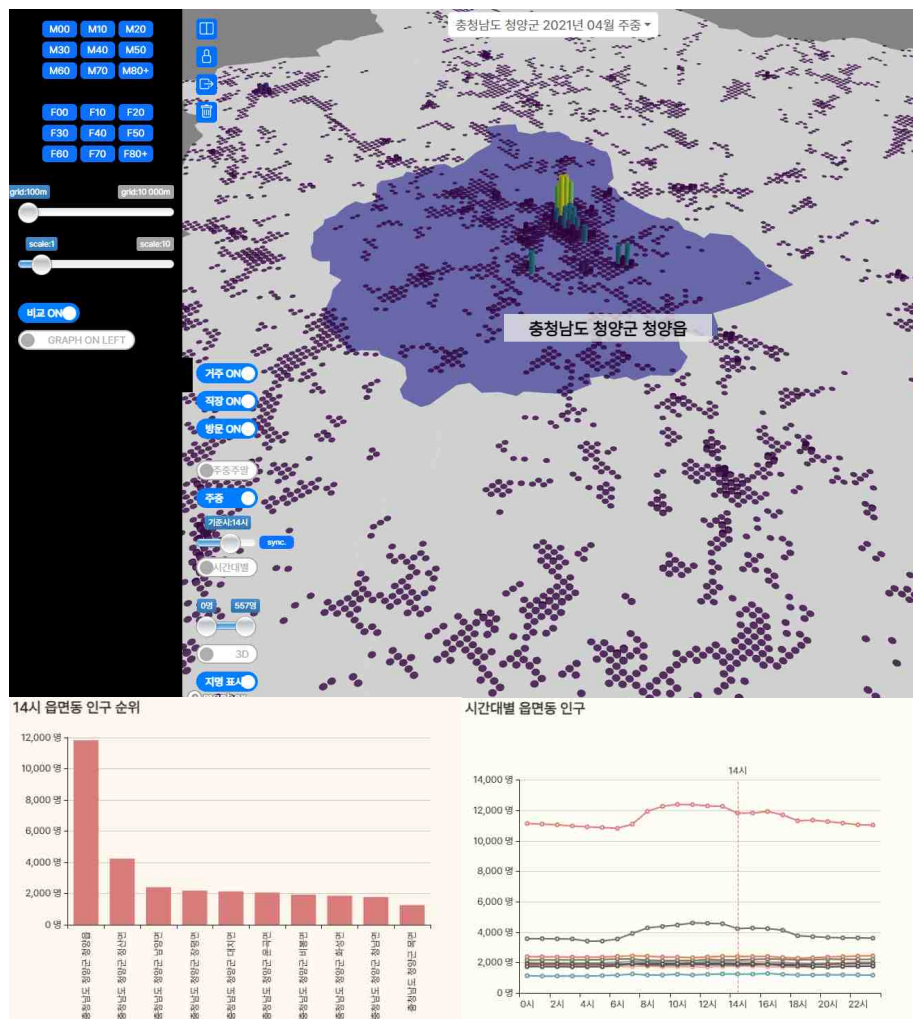 충청남도 청양군 2021년 04월 주중
M00 M10 M20
M30 M40 M50
M60 M70 M80+
F00 F10 F20
F30 F40 F50
F60 F70 F80+
grid:100m grid:10 000m
scale:1 scale:10
비교 ON
GRAPH ON LEFT
충청남도 청양군 청양읍
거주 ON
직장 ON
방문 ON
주중주말
주중
기준시:14시
sync.
시간대별
0명 557명
3D
지명 표시
14시 읍면동 인구 순위
12,000 명
10,000 명
8,000 명
6,000 명
4,000 명
2,000 명
0 명
시간대별 읍면동 인구
14시
14,000 명
12,000 명
10,000 명
8,000 명
6,000 명
4,000 명
2,000 명
0 명
0시 2시 4시 6시 8시 10시 12시 14시 16시 18시 20시 22시